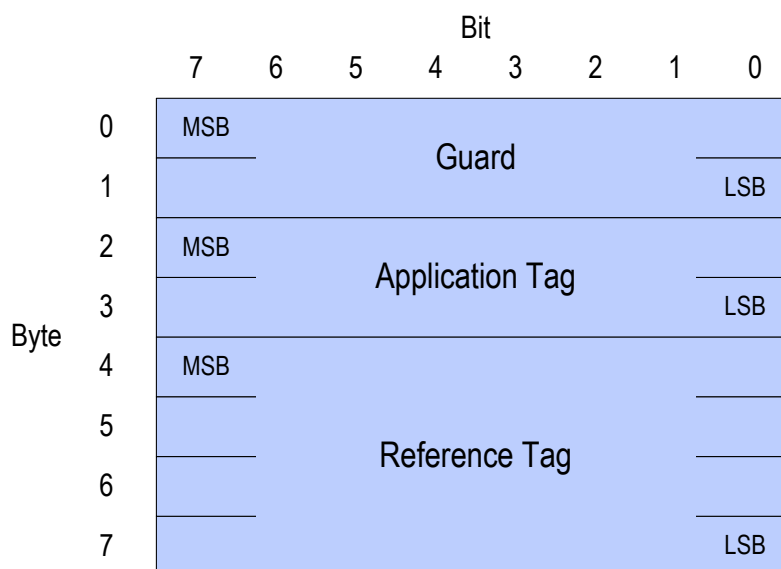 Bit
7 6 5 4 3 2 1 0
0 MSB
Guard
1 LSB
2 MSB
Application Tag
3 LSB
Byte
4 MSB
5
Reference Tag
6
7 LSB